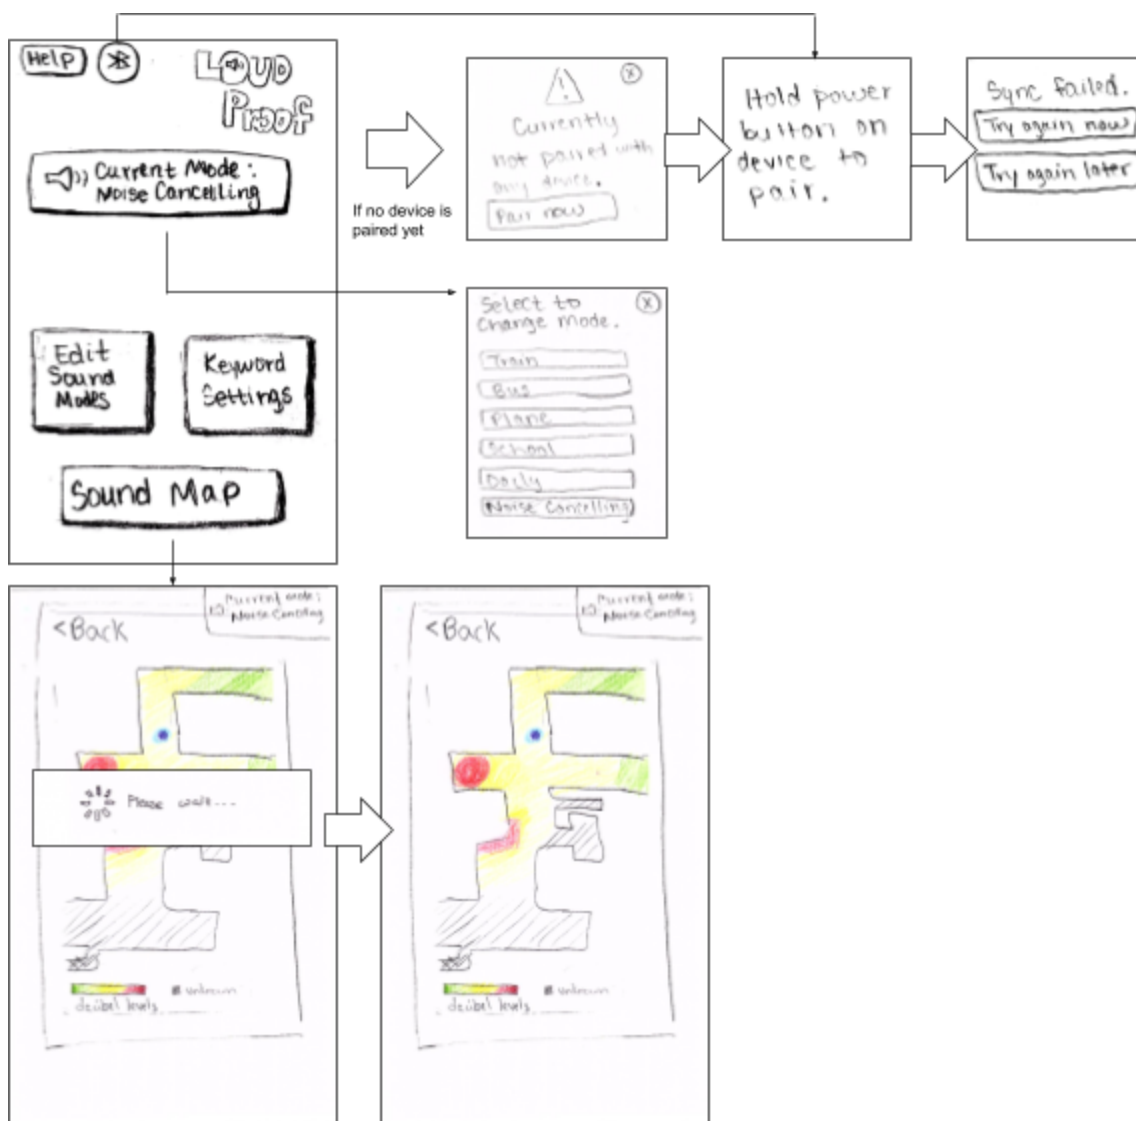 Help
LOUD
Proof
Current Mode:
Noise Cancelling
Edit
Sound
Modes
Keyword
Settings
Sound Map
If no device is
paired yet
Currently
not paired with
any device.
Pair now
Hold power
button on
device to
pair.
Sync failed.
Try again now
Try again later
Select to
Change mode.
Train
Bus
Plane
School
Daily
Noise Cancelling
Current mode:
Noise Cancelling
<Back
Please wait...
decibel levels
unknown
Current mode:
Noise Cancelling
<Back
decibel levels
unknown